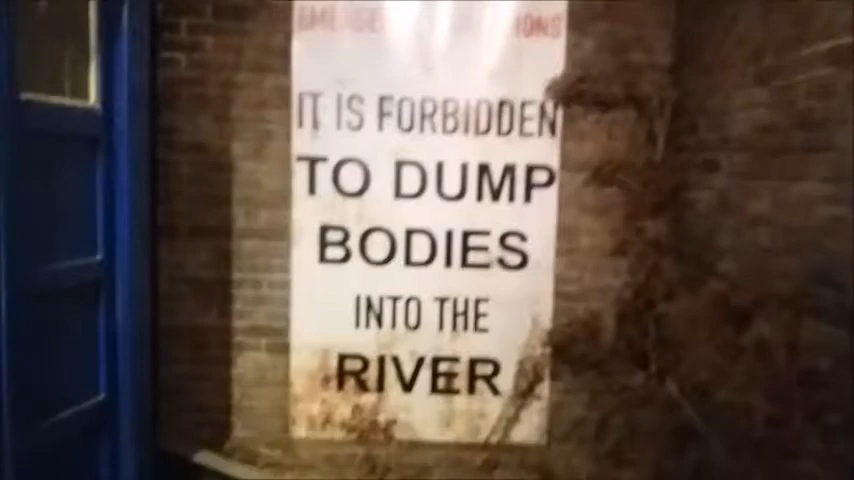 IT IS FORBIDDEN
TO DUMP
BODIES
INTO THE
RIVER